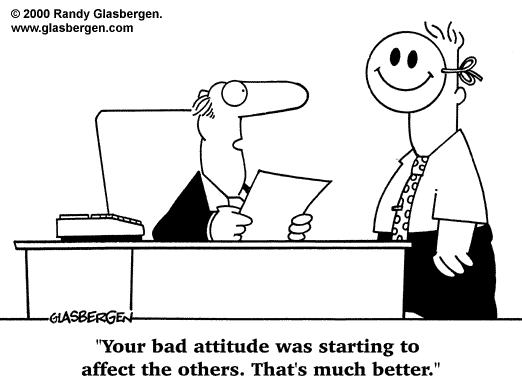 © 2000 Randy Glasbergen.
www.glasbergen.com
GLASBERGEN
"Your bad attitude was starting to
affect the others. That's much better."